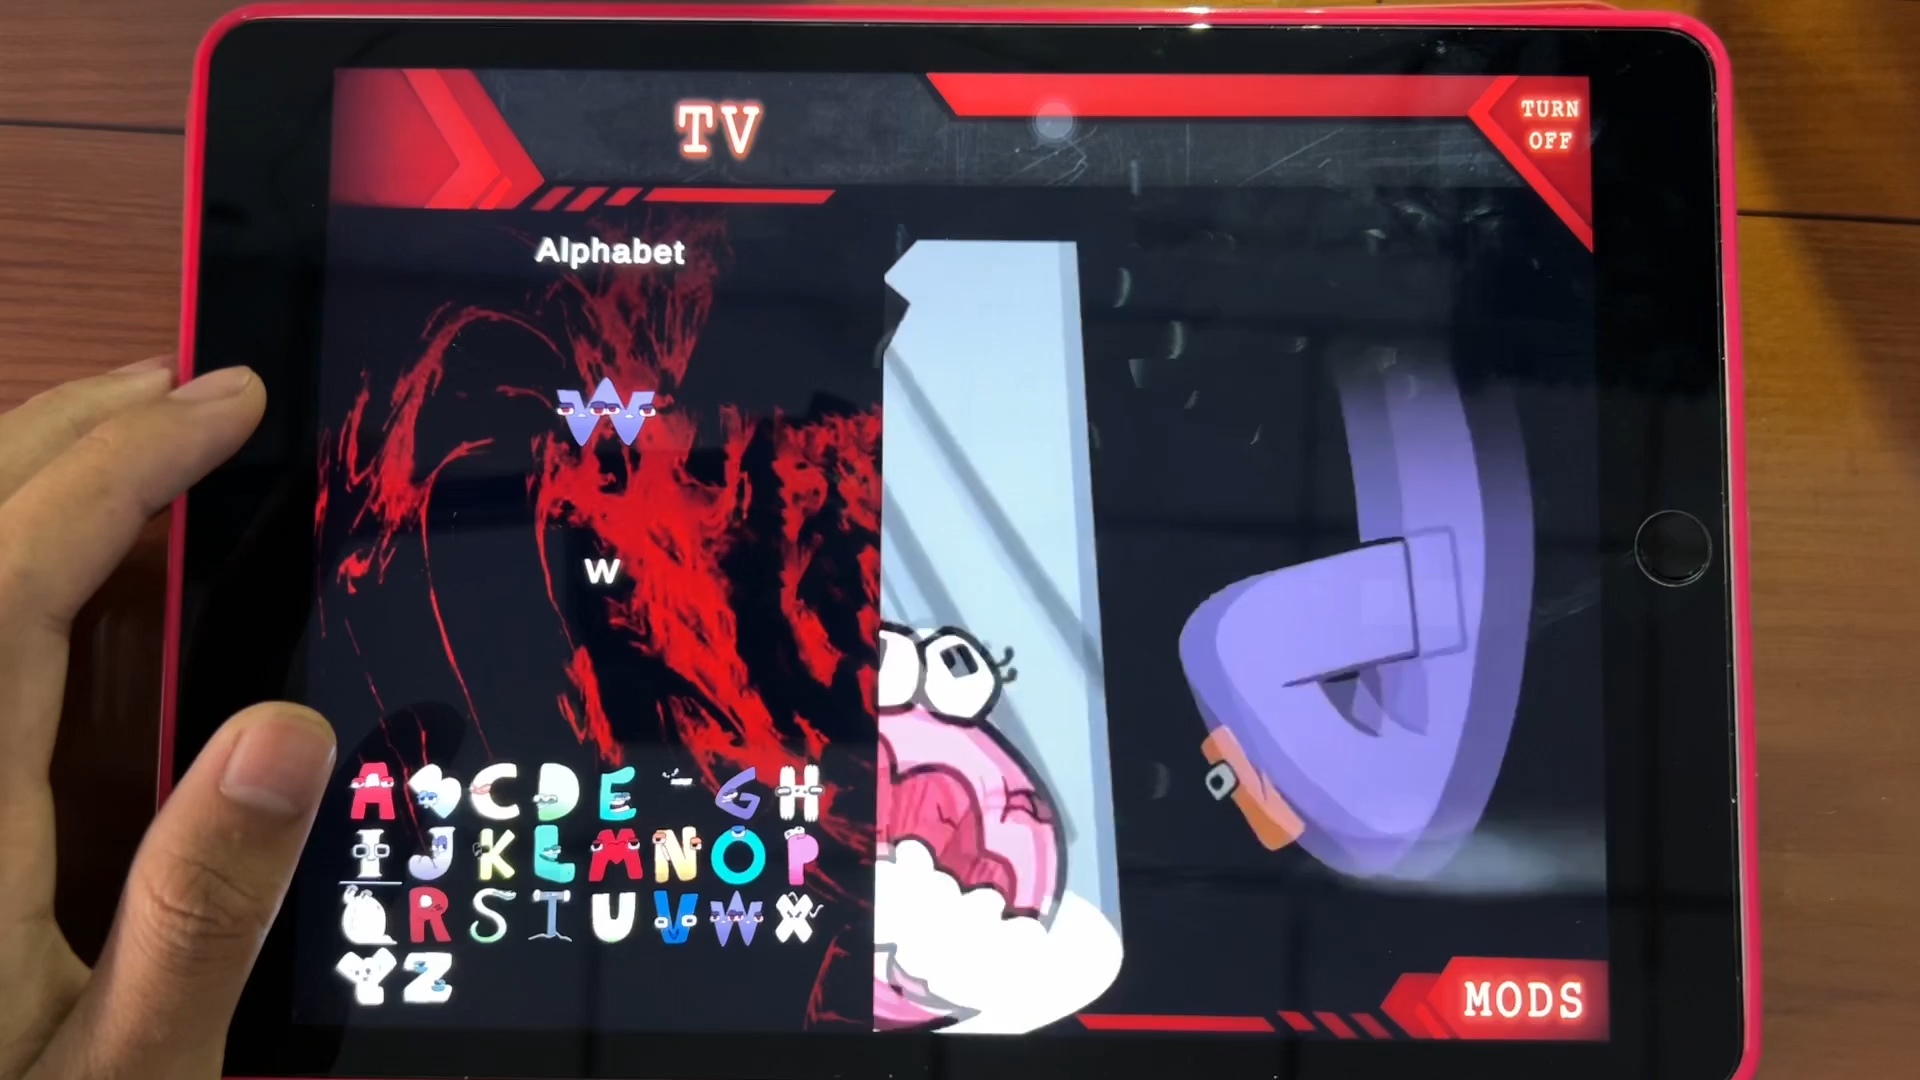 TV
TURN
OFF
Alphabet
W
W
A B C D E G H
I J K L M N O P
R S T U V W X
Y Z
MODS